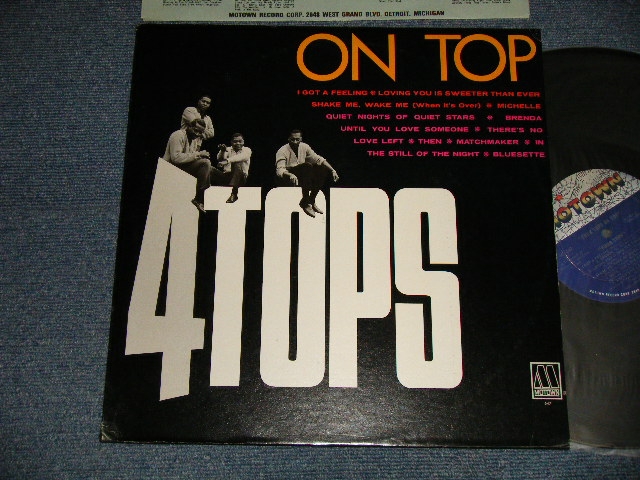 MOTOWN RECORD CORP. 2648 WEST GRAND BLVD. DETROIT, MICHIGAN
ON TOP
I GOT A FEELING * LOVING YOU IS SWEETER THAN EVER
SHAKE ME, WAKE ME (When It's Over) * MICHELLE
QUIET NIGHTS OF QUIET STARS * BRENDA
UNTIL YOU LOVE SOMEONE * THERE'S NO
LOVE LEFT * THEN * MATCHMAKER * IN
THE STILL OF THE NIGHT * BLUESETTE
4TOPS
M
MOTOWN
MOTOWN